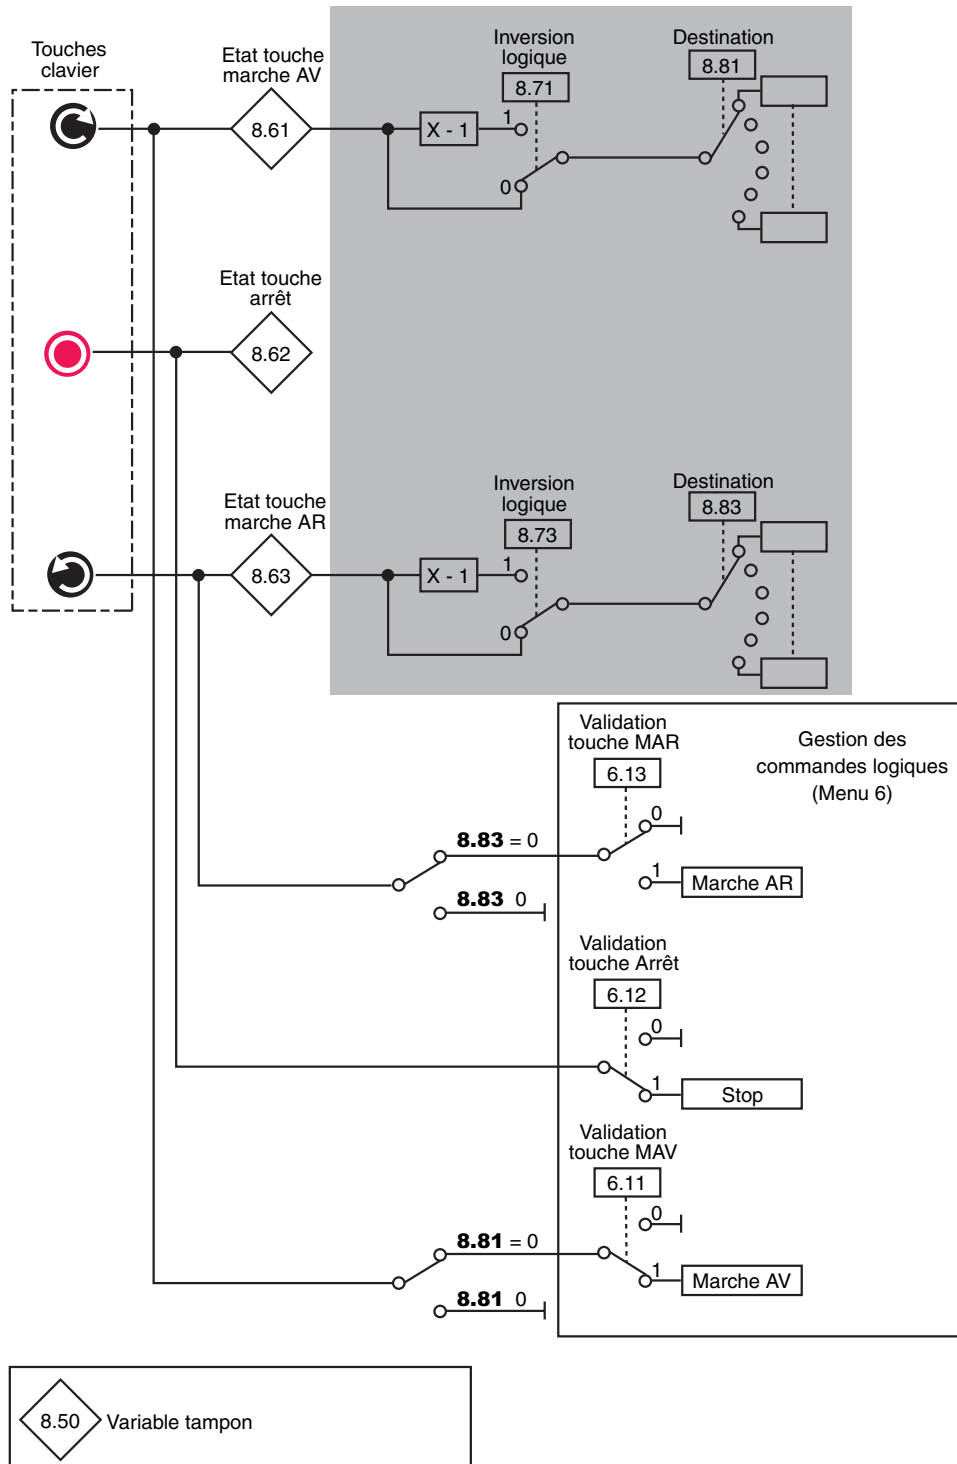 Touches
clavier
Etat touche
marche AV
8.61
X - 1
1
0
Inversion
logique
8.71
Destination
8.81
Etat touche
arrêt
8.62
Etat touche
marche AR
8.63
X - 1
1
0
Inversion
logique
8.73
Destination
8.83
Gestion des
commandes logiques
(Menu 6)
Validation
touche MAR
6.13
0
8.83 = 0
1
Marche AR
8.83 0
Validation
touche Arrêt
6.12
0
1
Stop
Validation
touche MAV
6.11
0
8.81 = 0
1
Marche AV
8.81 0
8.50
Variable tampon